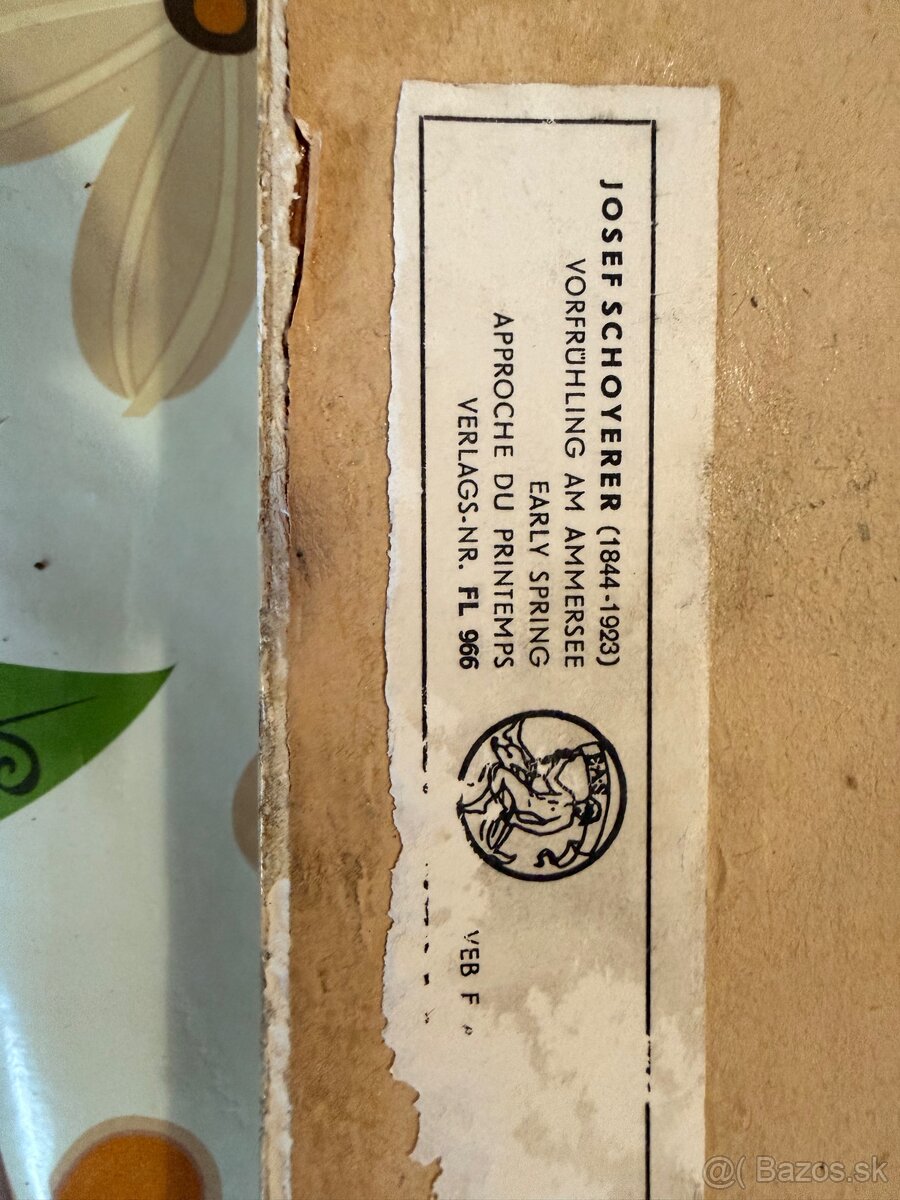 JOSEF SCHOYERER (1844-1923)
VORFRÜHLING AM AMMERSEE
EARLY SPRING
APPROCHE DU PRINTEMPS
VERLAGS-NR. FL 966
VEB F
@( Bazos.sk